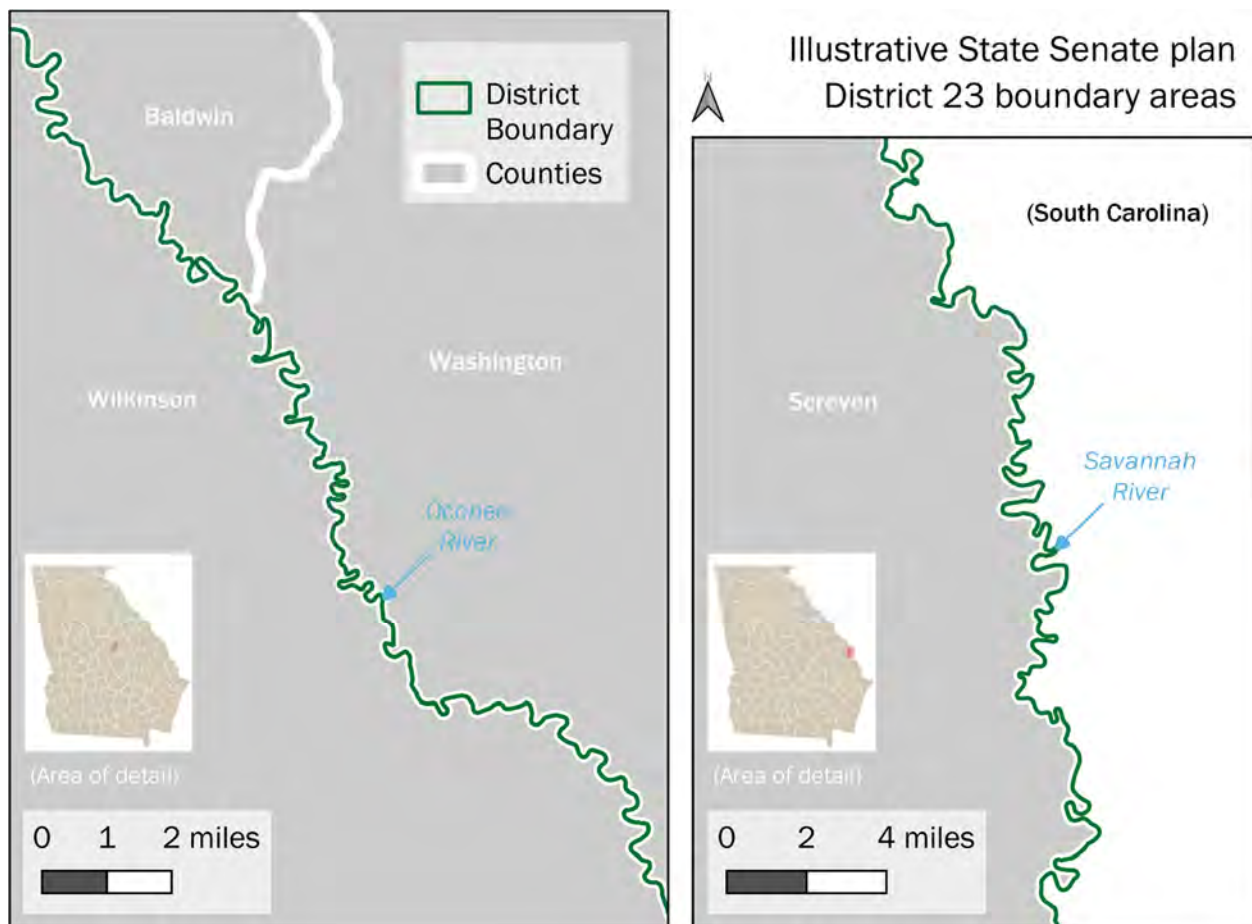 Illustrative State Senate plan
District 23 boundary areas
N
District
Boundary
Counties
Baldwin
Washington
Wilkinson
Oconee
River
(Area of detail)
0 1 2 miles
(South Carolina)
Screven
Savannah
River
(Area of detail)
0 2 4 miles